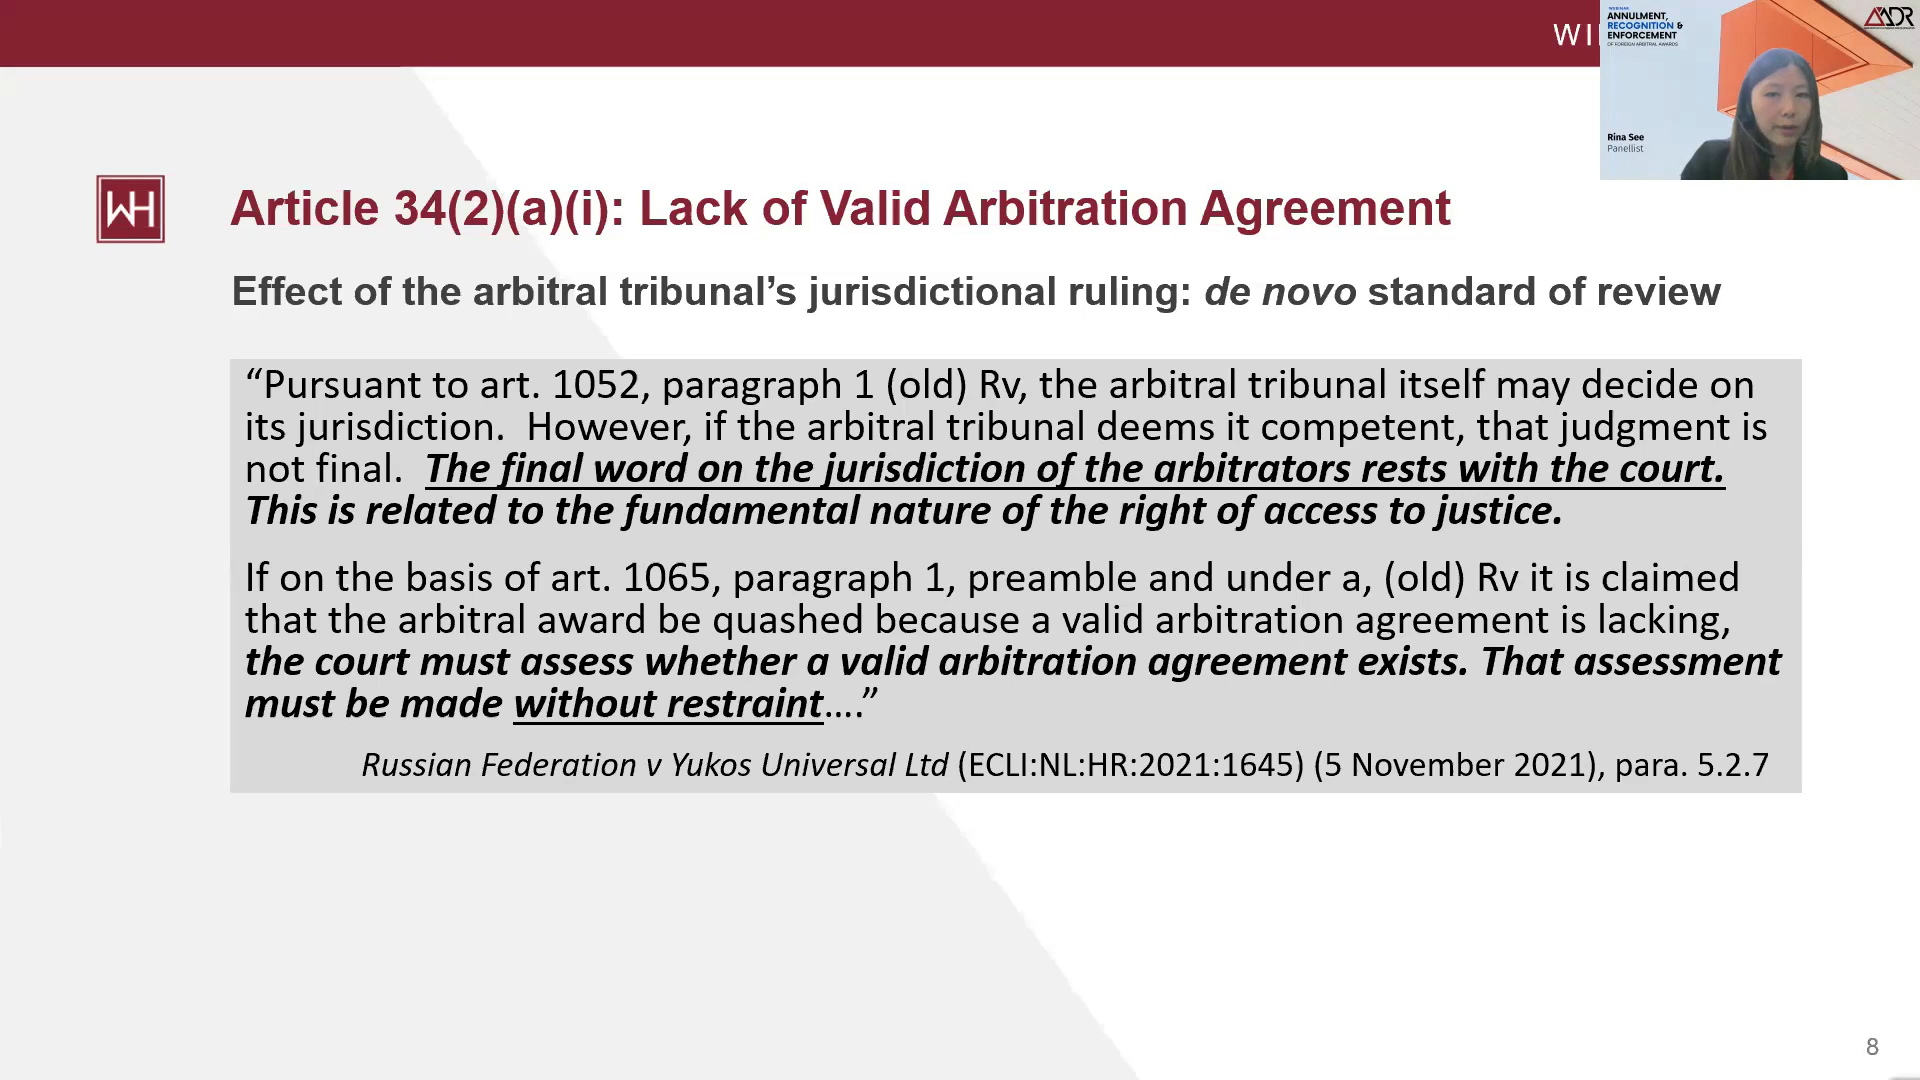 WI
WEBINAR
ANNULMENT,
RECOGNITION &
ENFORCEMENT
OF FOREIGN ARBITRAL AWARDS
Rina See
Panellist
WH
Article 34(2)(a)(i): Lack of Valid Arbitration Agreement
Effect of the arbitral tribunal’s jurisdictional ruling: de novo standard of review
“Pursuant to art. 1052, paragraph 1 (old) Rv, the arbitral tribunal itself may decide on
its jurisdiction.  However, if the arbitral tribunal deems it competent, that judgment is
not final.  The final word on the jurisdiction of the arbitrators rests with the court.
This is related to the fundamental nature of the right of access to justice.
If on the basis of art. 1065, paragraph 1, preamble and under a, (old) Rv it is claimed
that the arbitral award be quashed because a valid arbitration agreement is lacking,
the court must assess whether a valid arbitration agreement exists. That assessment
must be made without restraint….”
Russian Federation v Yukos Universal Ltd (ECLI:NL:HR:2021:1645) (5 November 2021), para. 5.2.7
8